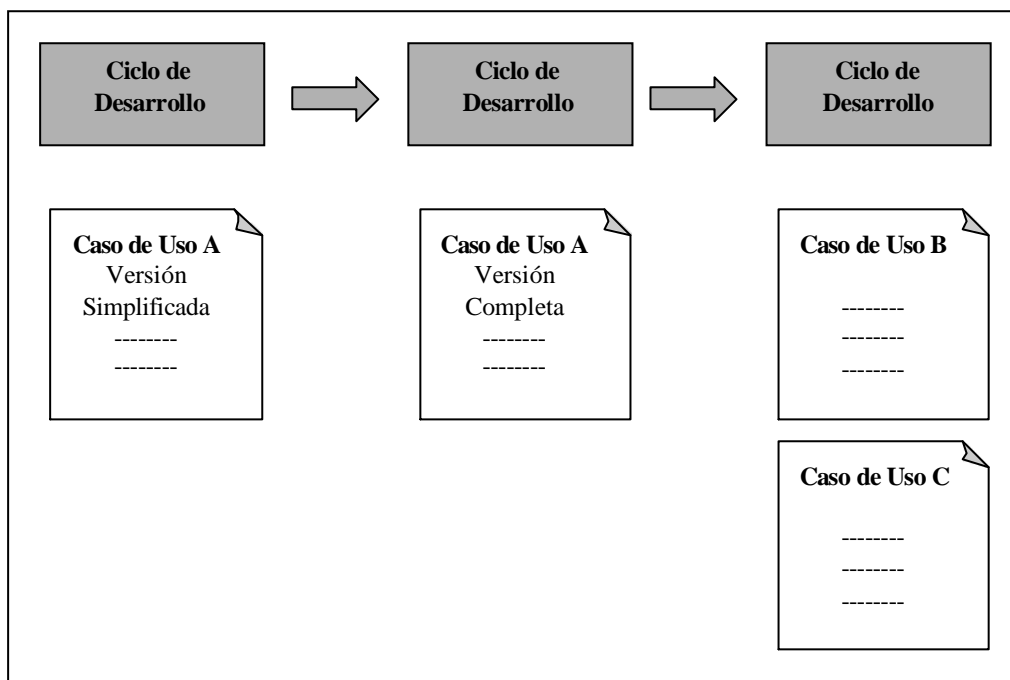 Ciclo de
Desarrollo
Ciclo de
Desarrollo
Ciclo de
Desarrollo
Caso de Uso A
Versión
Simplificada
--------
--------
Caso de Uso A
Versión
Completa
--------
--------
Caso de Uso B
--------
--------
--------
Caso de Uso C
--------
--------
--------